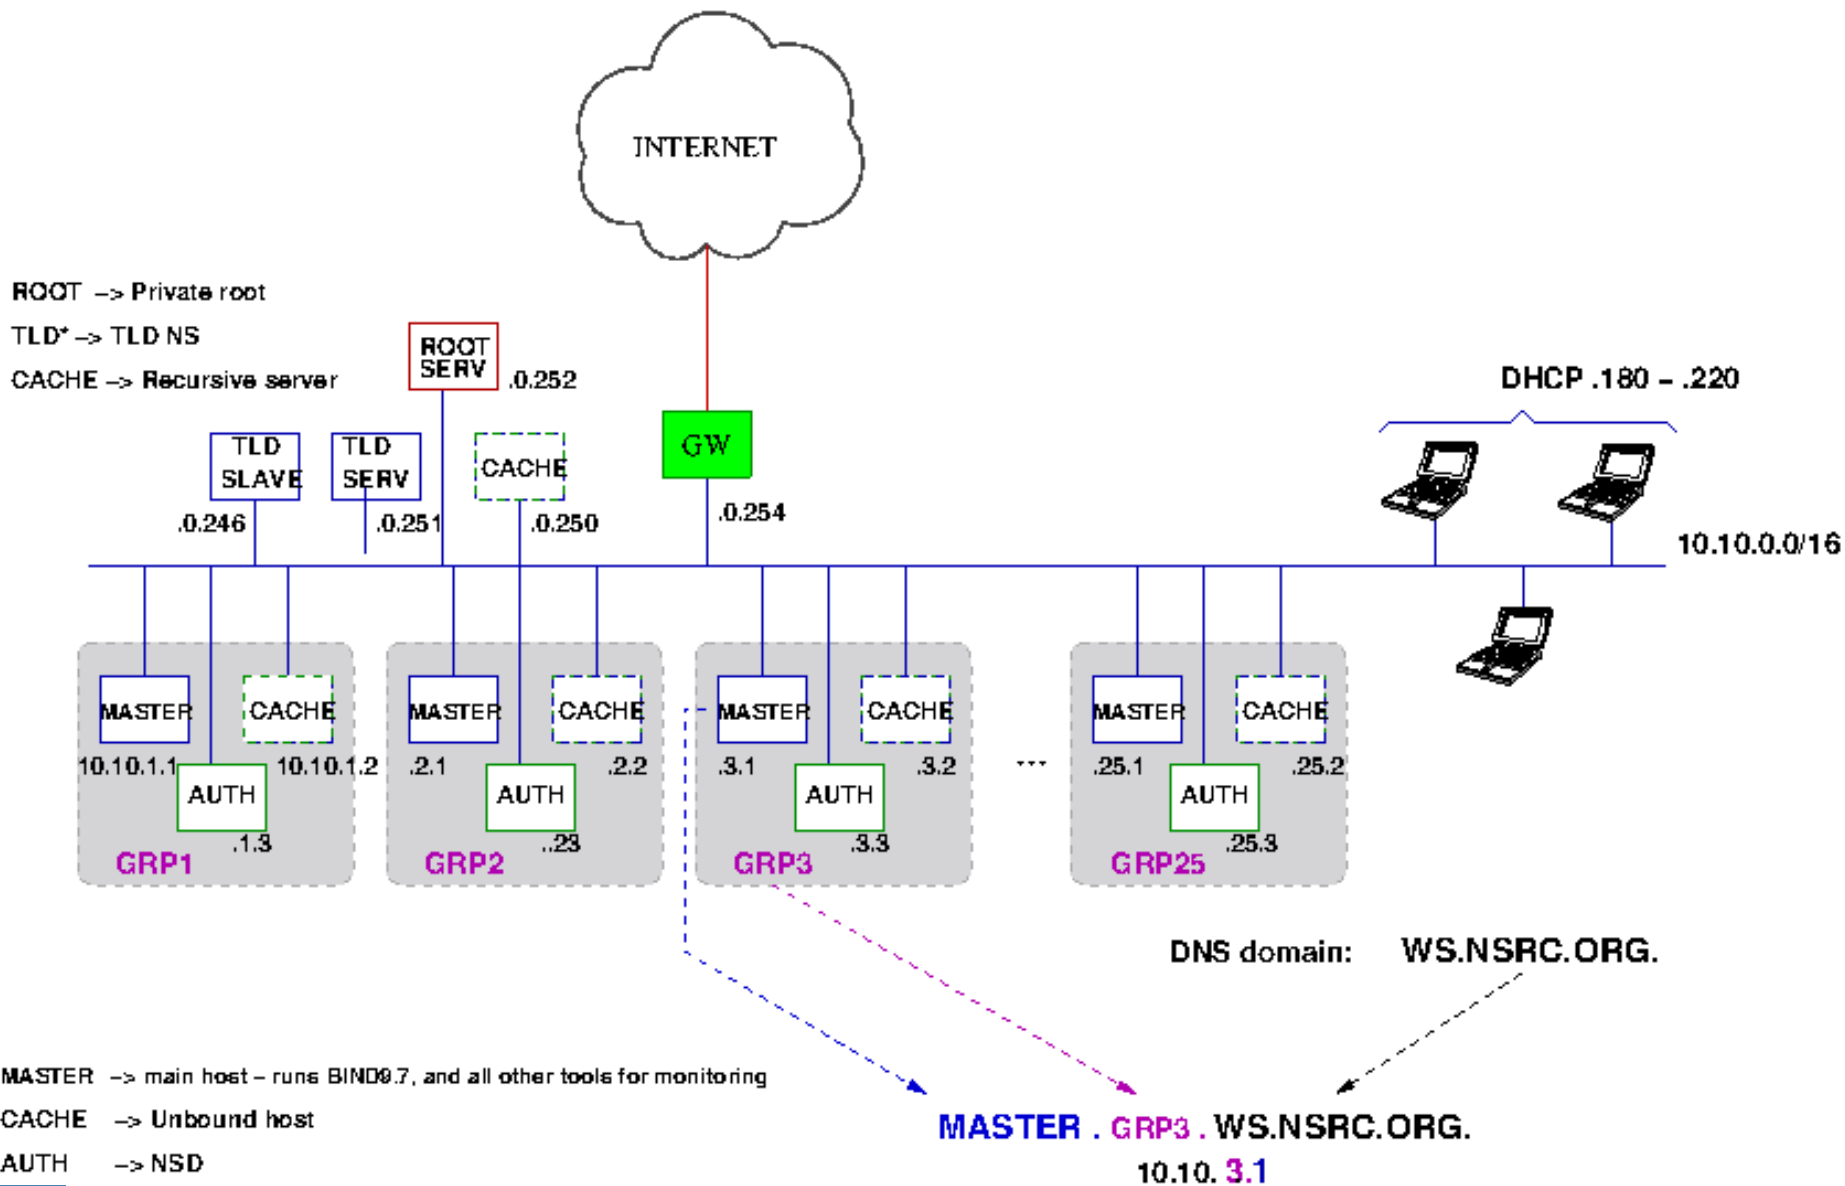 INTERNET
ROOT –> Private root
TLD* –> TLD NS
CACHE –> Recursive server
ROOT
SERV
.0.252
DHCP .180 – .220
TLD
SLAVE
TLD
SERV
CACHE
GW
.0.246
.0.251
.0.250
.0.254
10.10.0.0/16
MASTER
CACHE
MASTER
CACHE
MASTER
CACHE
MASTER
CACHE
10.10.1.1
10.10.1.2
.2.1
.2.2
.3.1
.3.2
...
.25.1
.25.2
AUTH
AUTH
AUTH
AUTH
.1.3
..23
.3.3
.25.3
GRP1
GRP2
GRP3
GRP25
DNS domain: WS.NSRC.ORG.
MASTER –> main host – runs BIND9.7, and all other tools for monitoring
CACHE –> Unbound host
AUTH –> NSD
MASTER . GRP3 . WS.NSRC.ORG.
10.10. 3.1